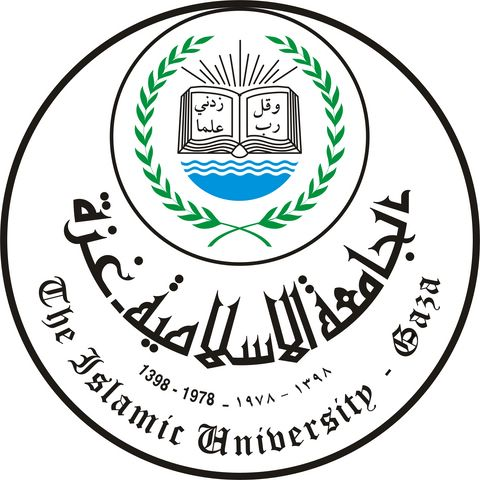 وقل
رب
زدني
علما
الجامعة الإسلامية - غزة
1398 - 1978 - ١٩٧٨ - ١٣٩٨
The Islamic University - Gaza